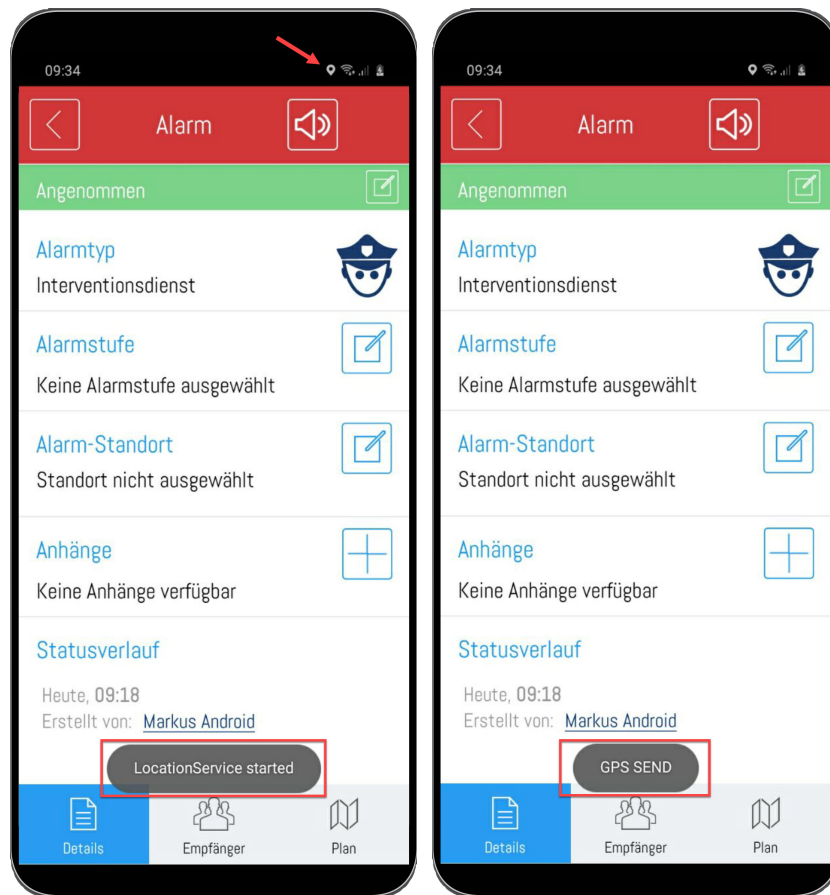 09:34
Alarm
Angenommen
Alarmtyp
Interventionsdienst
Alarmstufe
Keine Alarmstufe ausgewählt
Alarm-Standort
Standort nicht ausgewählt
Anhänge
Keine Anhänge verfügbar
Statusverlauf
Heute, 09:18
Erstellt von: Markus Android
LocationService started
Details Empfänger Plan
09:34
Alarm
Angenommen
Alarmtyp
Interventionsdienst
Alarmstufe
Keine Alarmstufe ausgewählt
Alarm-Standort
Standort nicht ausgewählt
Anhänge
Keine Anhänge verfügbar
Statusverlauf
Heute, 09:18
Erstellt von: Markus Android
GPS SEND
Details Empfänger Plan